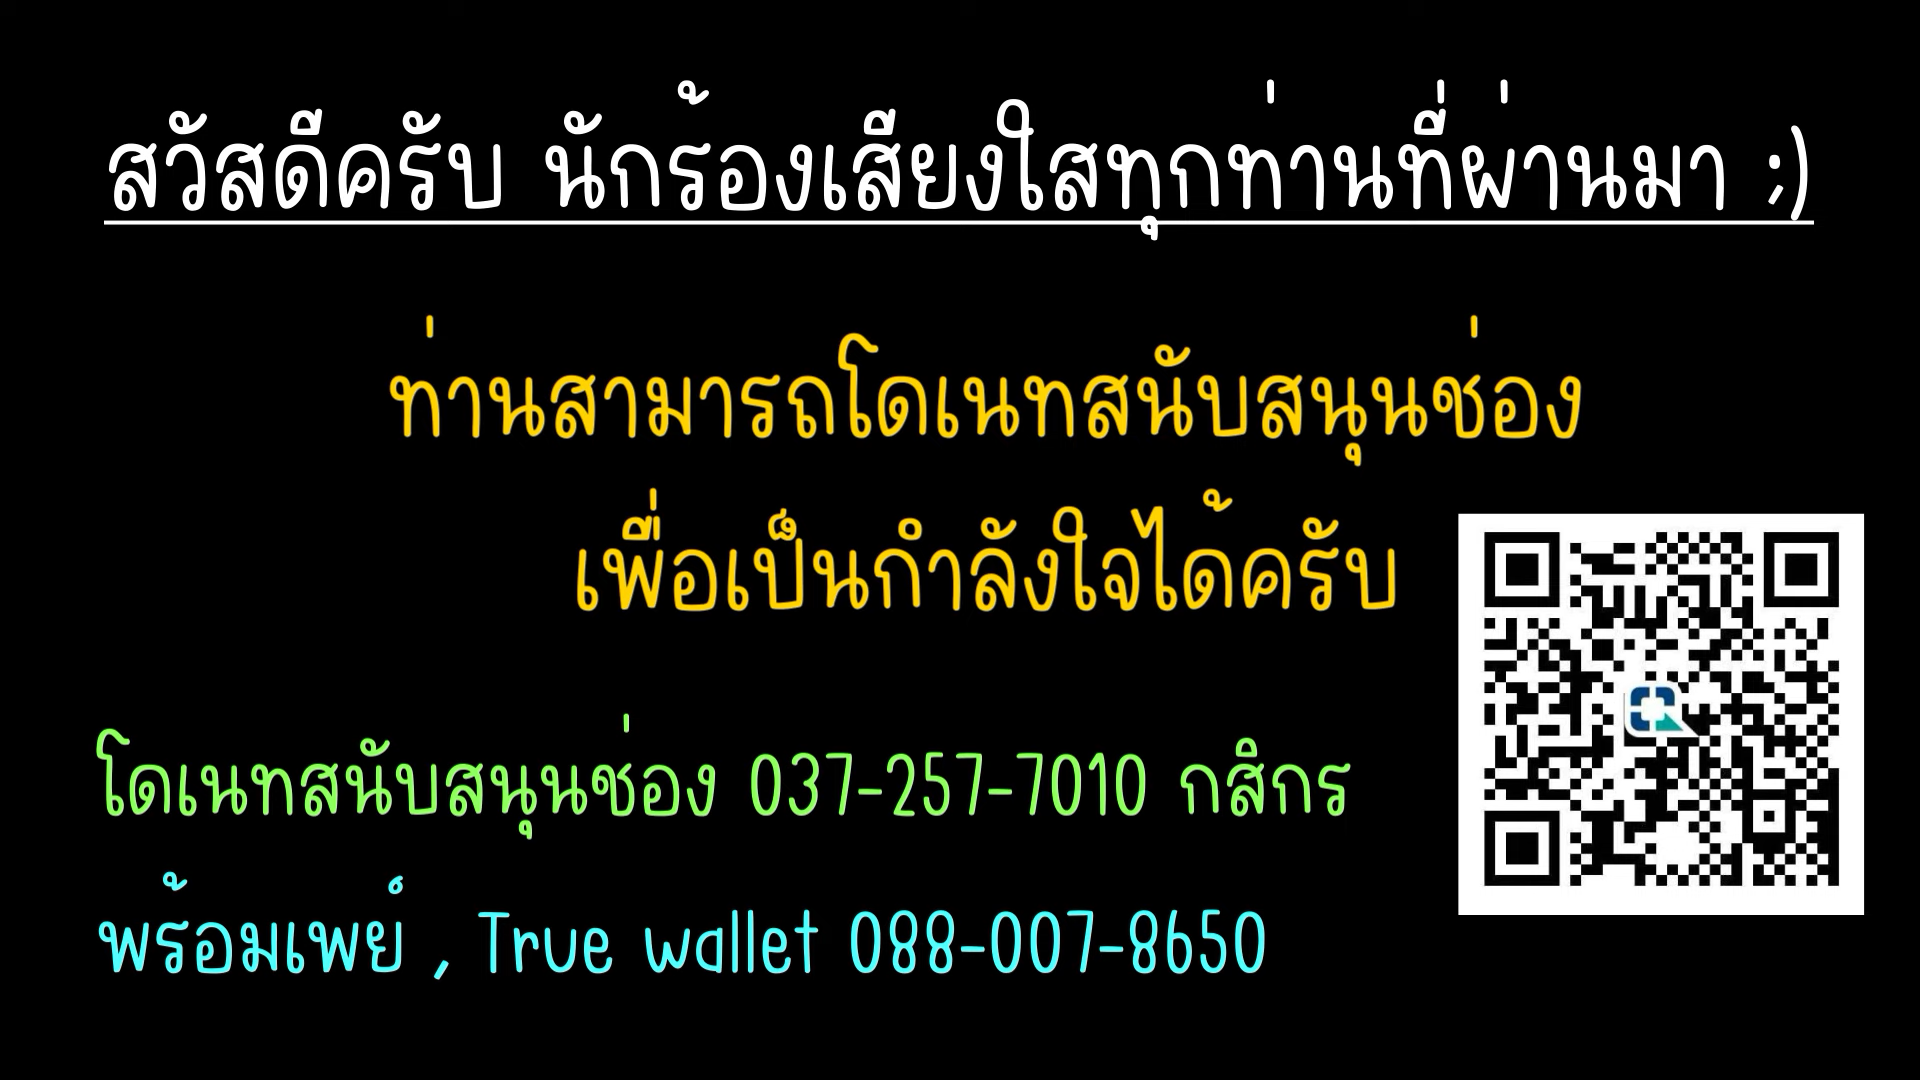 สวัสดีครับ นักร้องเสียงใสทุกท่านที่ผ่านมา ;)
ท่านสามารถโดเนทสนับสนุนช่อง
เพื่อเป็นกำลังใจได้ครับ
โดเนทสนับสนุนช่อง 037-257-7010 กสิกร
พร้อมเพย์ , True wallet 088-007-8650